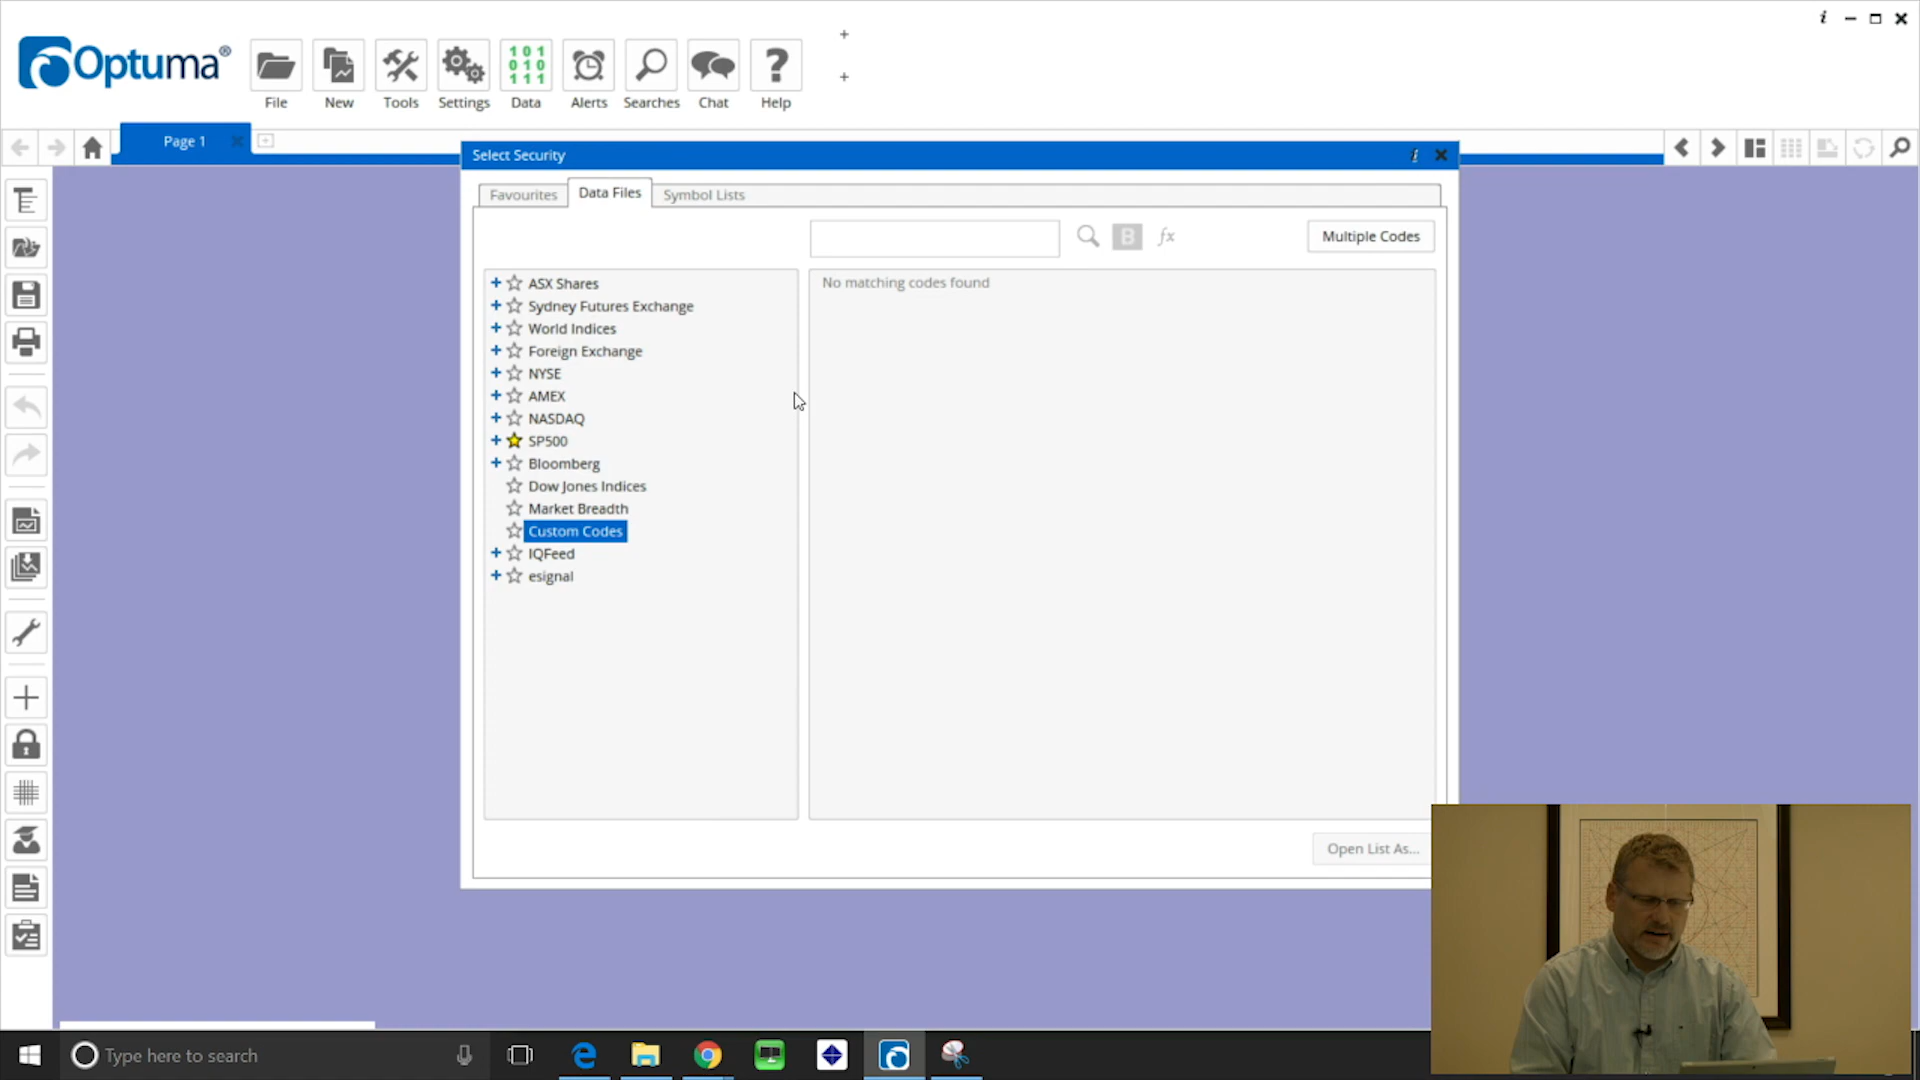 Optuma®
File
New
Tools
Settings
101
010
111
Data
Alerts
Searches
Chat
?
Help
i
Page 1
Select Security
i
Favourites
Data Files
Symbol Lists
B
fx
Multiple Codes
ASX Shares
Sydney Futures Exchange
World Indices
Foreign Exchange
NYSE
AMEX
NASDAQ
SP500
Bloomberg
Dow Jones Indices
Market Breadth
Custom Codes
IQFeed
esignal
No matching codes found
Open List As...
Type here to search